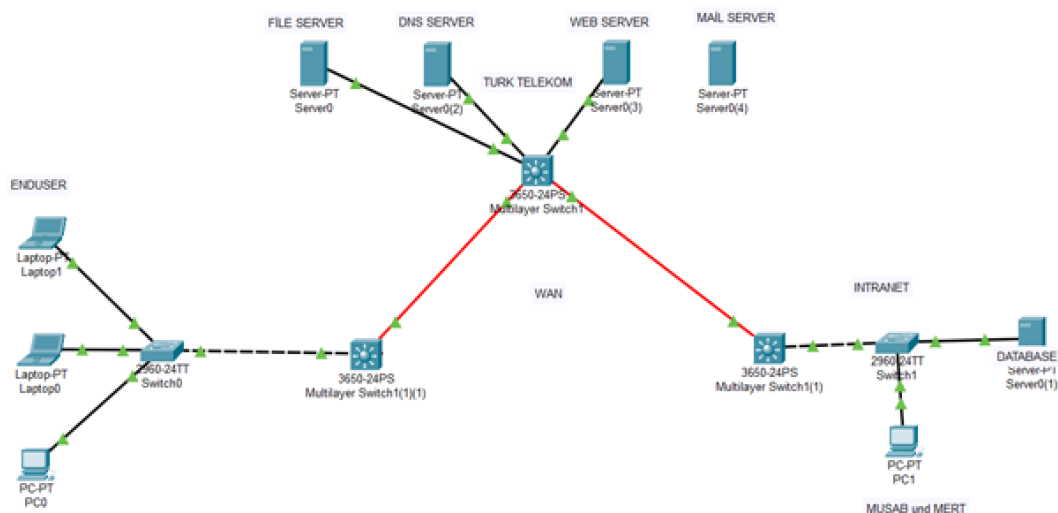 FİLE SERVER
DNS SERVER
WEB SERVER
MAİL SERVER
Server-PT
Server0
Server-PT
Server0(2)
TURK TELEKOM
Server-PT
Server0(3)
Server-PT
Server0(4)
3650-24PS
Multilayer Switch1
ENDUSER
Laptop-PT
Laptop1
WAN
INTRANET
Laptop-PT
Laptop0
2960-24TT
Switch0
3650-24PS
Multilayer Switch1(1)(1)
3650-24PS
Multilayer Switch1(1)
2960-24TT
Switch1
DATABASE
Server-PT
Server0(1)
PC-PT
PC0
PC-PT
PC1
MUSAB und MERT